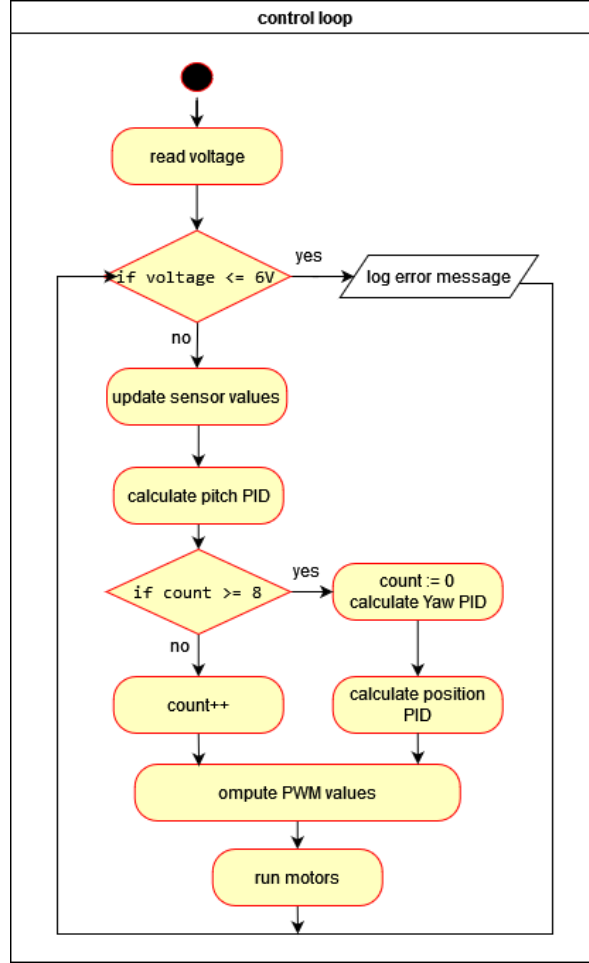 control loop
read voltage
if voltage <= 6V
yes
log error message
no
update sensor values
calculate pitch PID
if count >= 8
yes
count := 0
calculate Yaw PID
no
count++
calculate position
PID
ompute PWM values
run motors